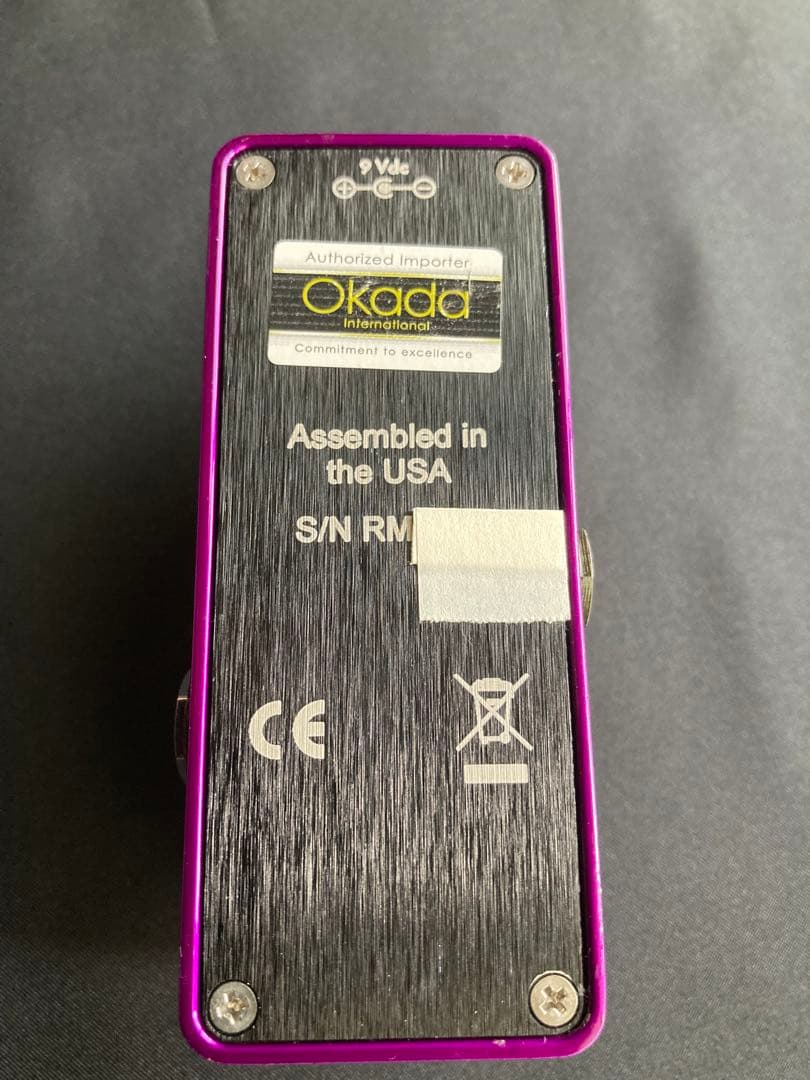 9 Vdc
Authorized Importer
Okada
International
Commitment to excellence
Assembled in
the USA
S/N RM
CE